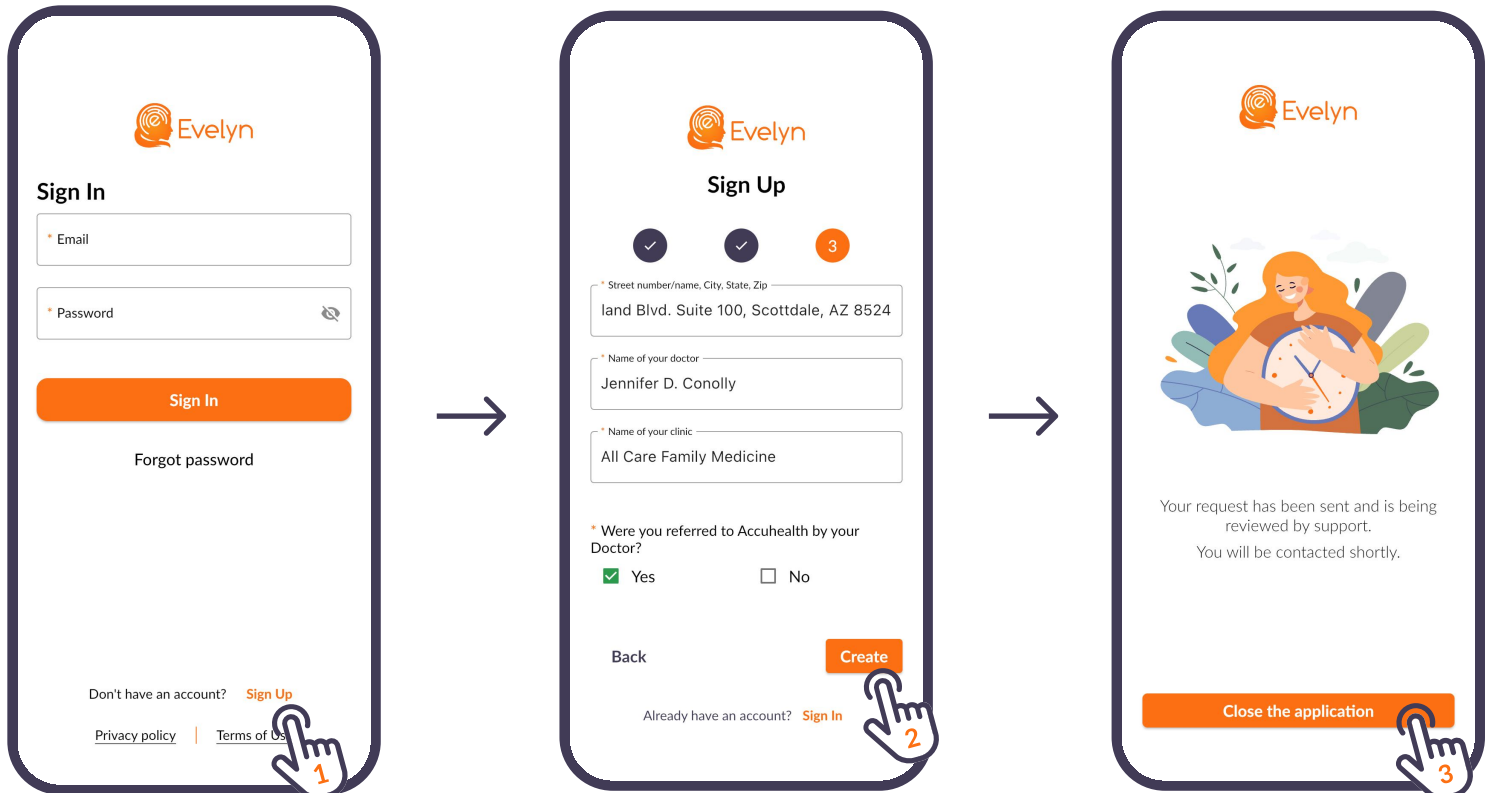 Evelyn
Sign In
* Email
* Password
Sign In
Forgot password
Don't have an account? Sign Up
Privacy policy | Terms of Us
1
Evelyn
Sign Up
3
* Street number/name, City, State, Zip
land Blvd. Suite 100, Scottdale, AZ 8524
* Name of your doctor
Jennifer D. Conolly
* Name of your clinic
All Care Family Medicine
* Were you referred to Accuhealth by your
Doctor?
Yes No
Back Create
Already have an account? Sign In
2
Evelyn
Your request has been sent and is being
reviewed by support.
You will be contacted shortly.
Close the application
3